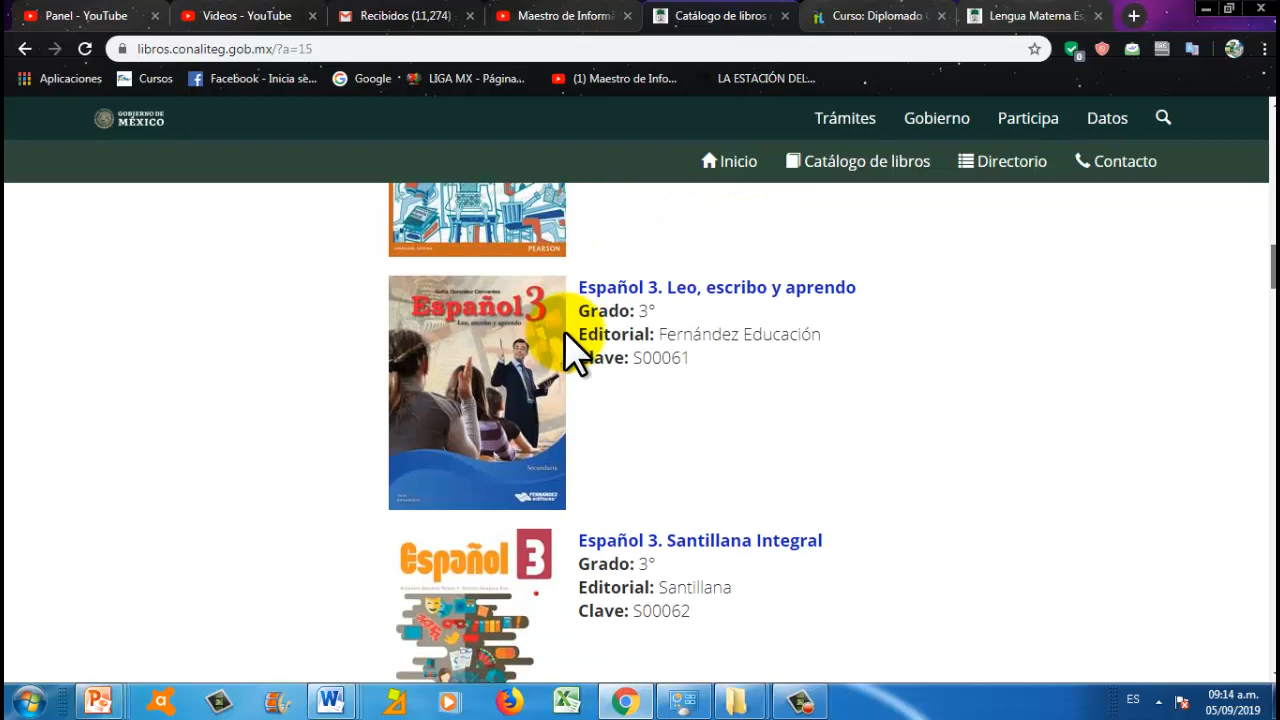 Panel - YouTube
Videos - YouTube
Recibidos (11,274)
Maestro de Informá
Catálogo de libros
Curso: Diplomado
Lengua Materna Es
libros.conaliteg.gob.mx/?a=15
Aplicaciones
Cursos
Facebook - Inicia se...
Google
LIGA MX - Página...
(1) Maestro de Info...
LA ESTACIÓN DEL...
GOBIERNO DE
MÉXICO
Trámites
Gobierno
Participa
Datos
Inicio
Catálogo de libros
Directorio
Contacto
PEARSON
Español 3
Leo, escribo y aprendo
Secundaria
FERNÁNDEZ
editores
Español 3. Leo, escribo y aprendo
Grado: 3°
Editorial: Fernández Educación
Clave: S00061
Español 3
Español 3. Santillana Integral
Grado: 3°
Editorial: Santillana
Clave: S00062
ES
09:14 a.m.
05/09/2019